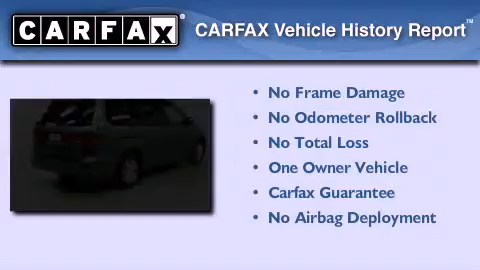 CARFAX®
CARFAX Vehicle History Report™
• No Frame Damage
• No Odometer Rollback
• No Total Loss
• One Owner Vehicle
• Carfax Guarantee
• No Airbag Deployment